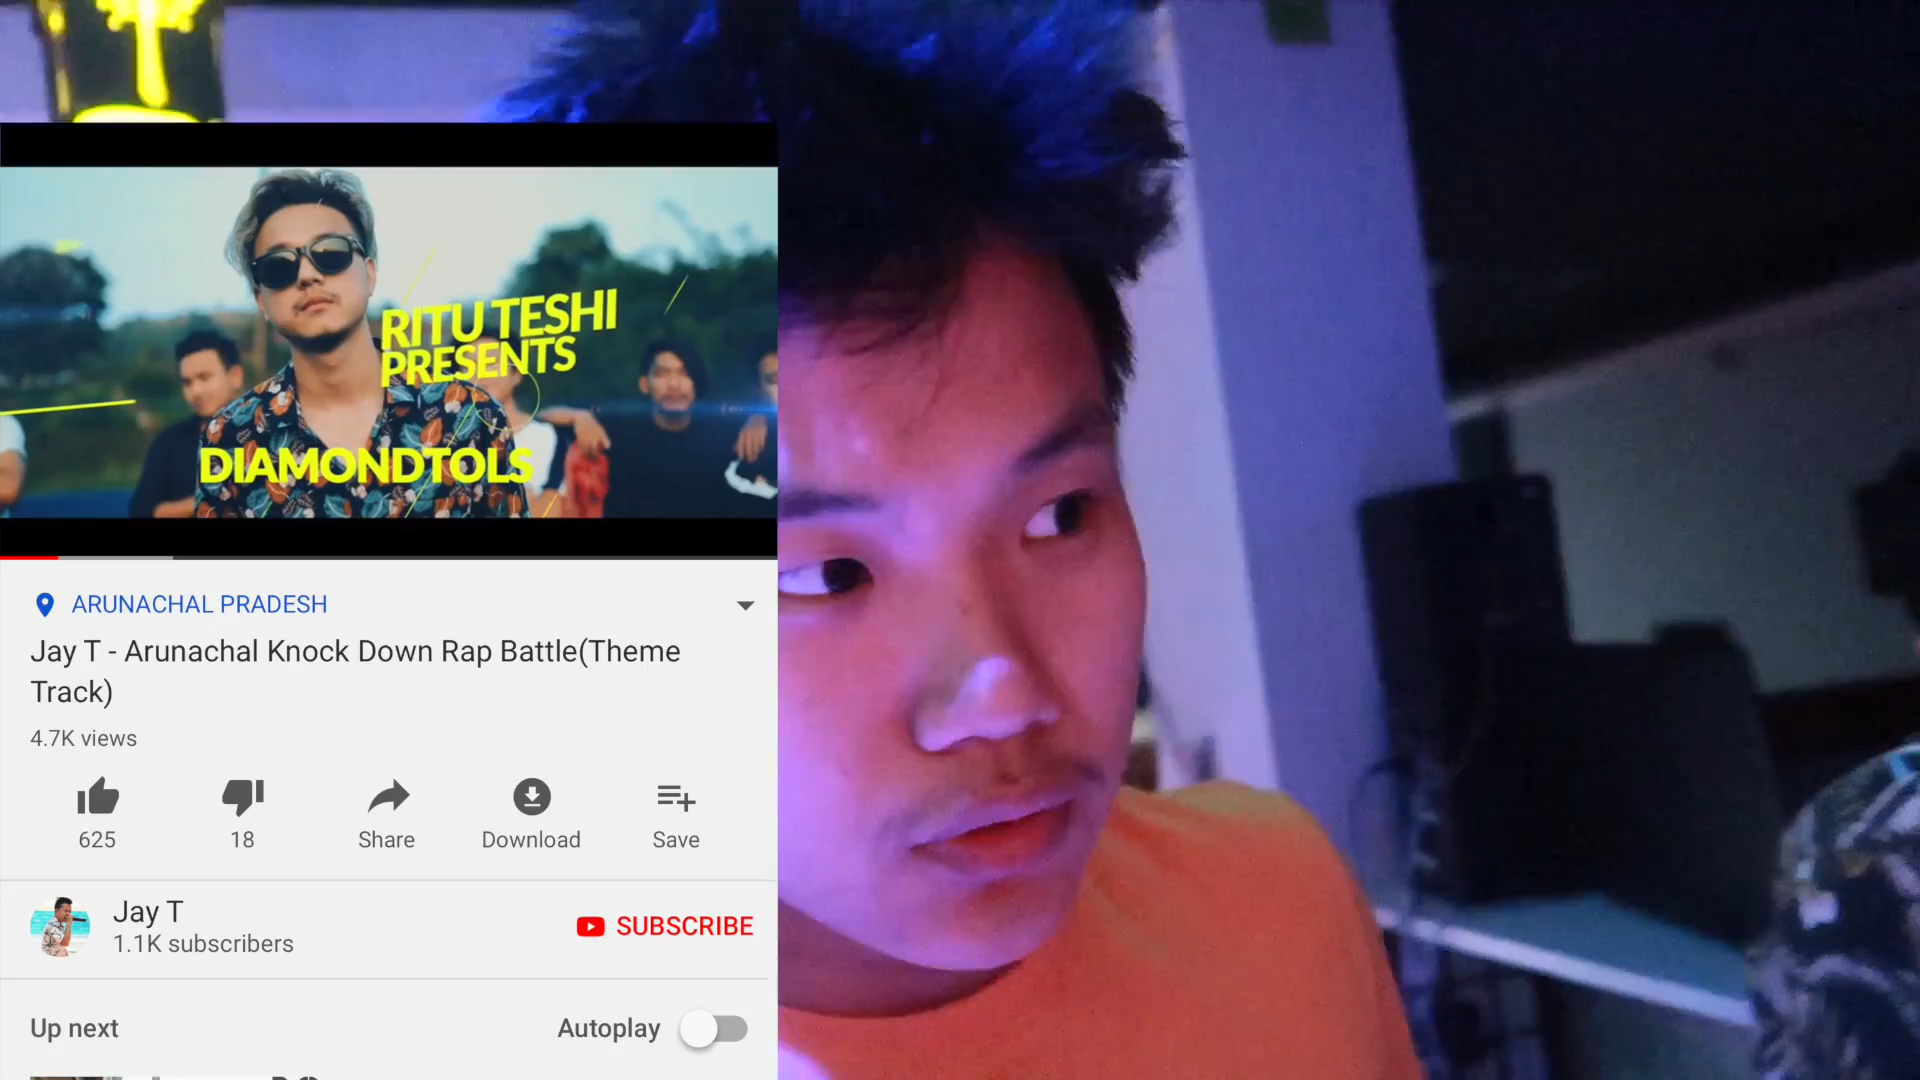 RITU TESHI
PRESENTS
DIAMONDTOLS
ARUNACHAL PRADESH
Jay T - Arunachal Knock Down Rap Battle(Theme
Track)
4.7K views
625
18
Share
Download
Save
Jay T
1.1K subscribers
SUBSCRIBE
Up next
Autoplay